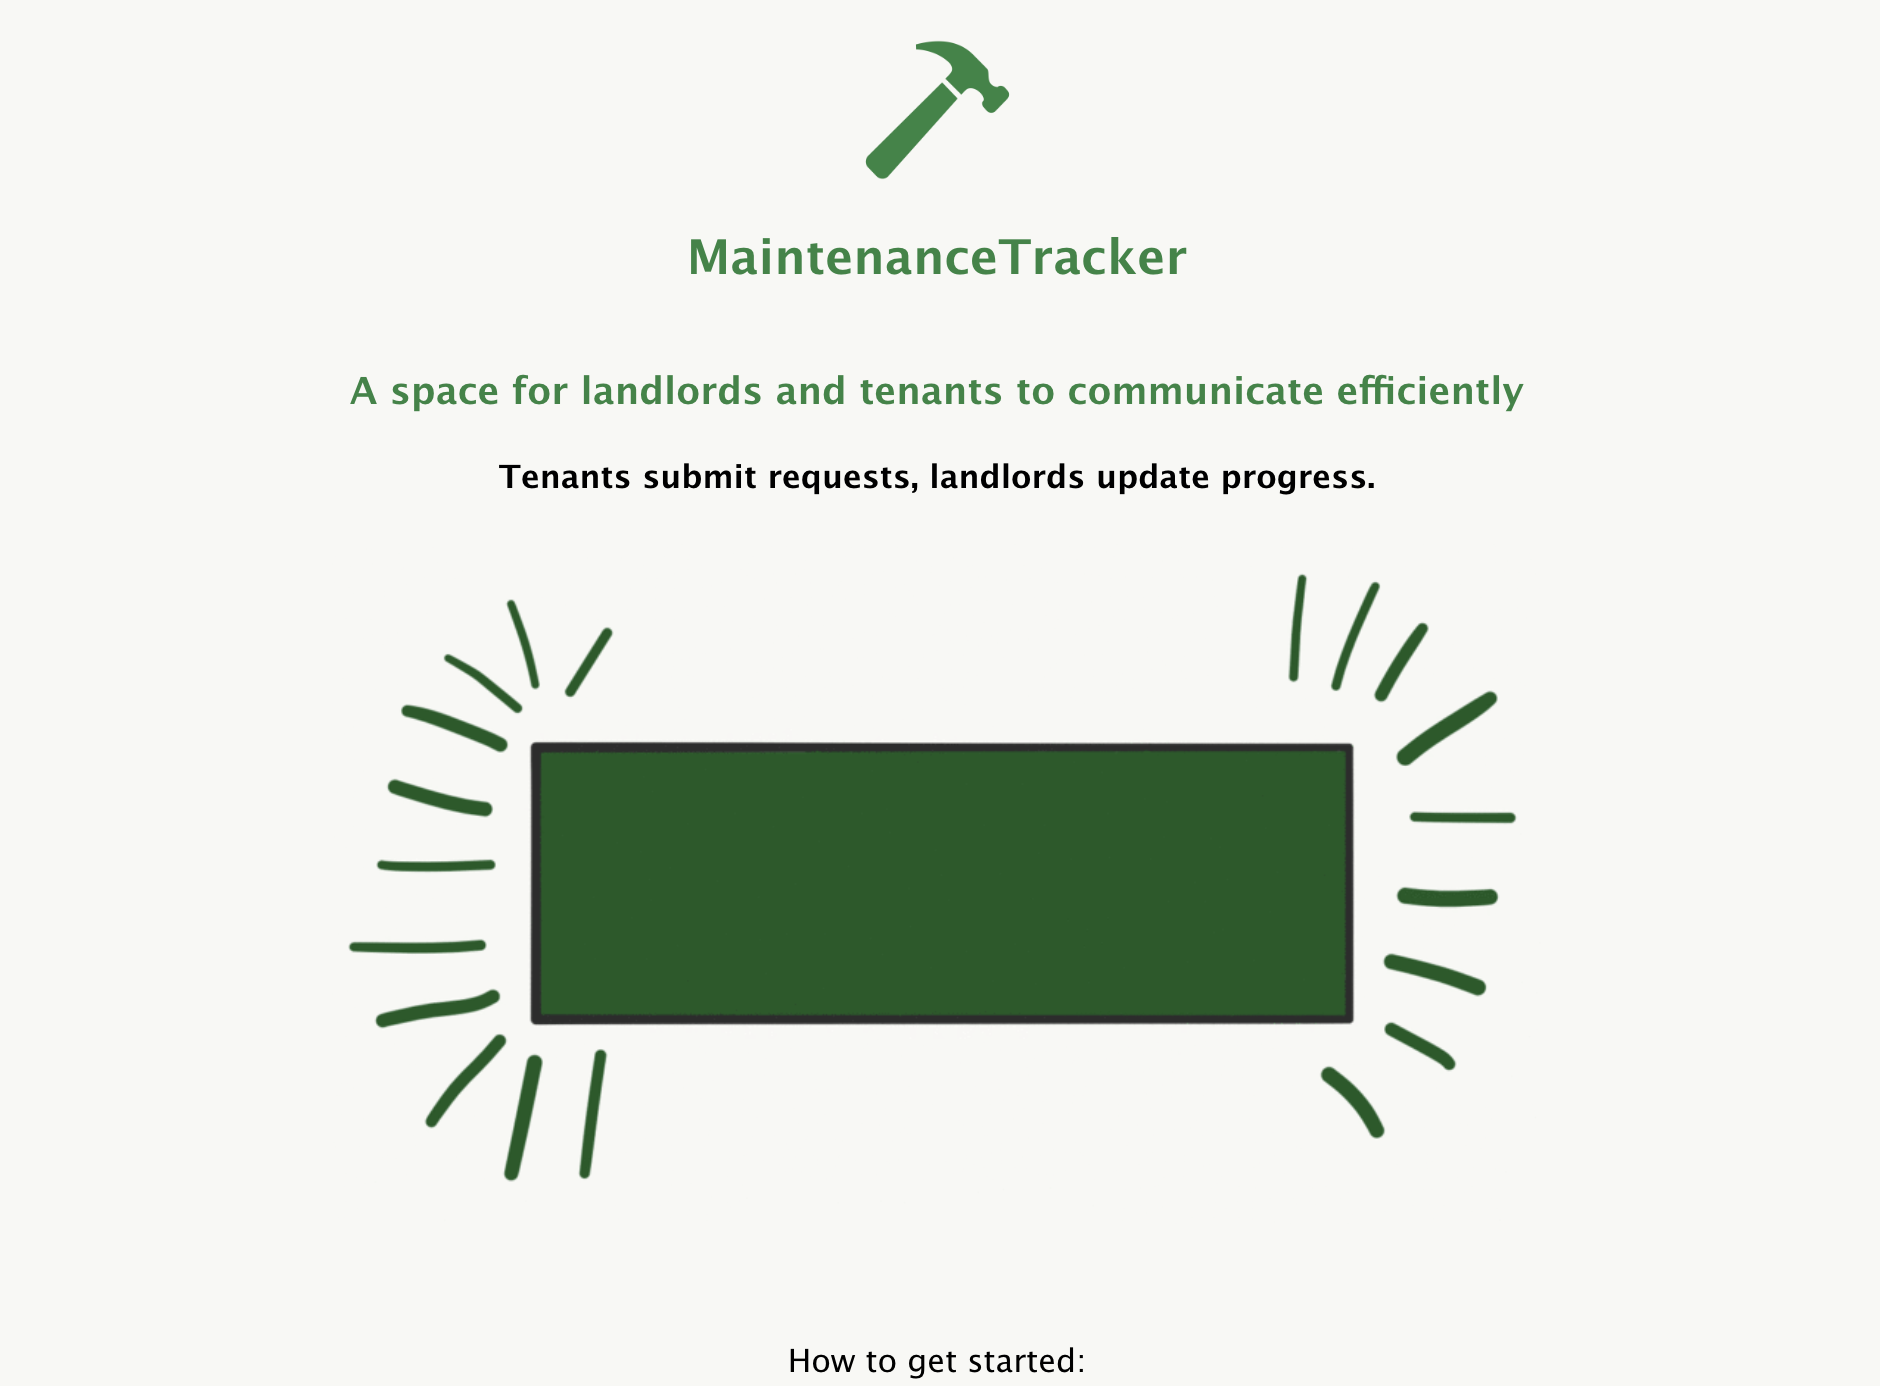 MaintenanceTracker
A space for landlords and tenants to communicate efficiently
Tenants submit requests, landlords update progress.
How to get started: